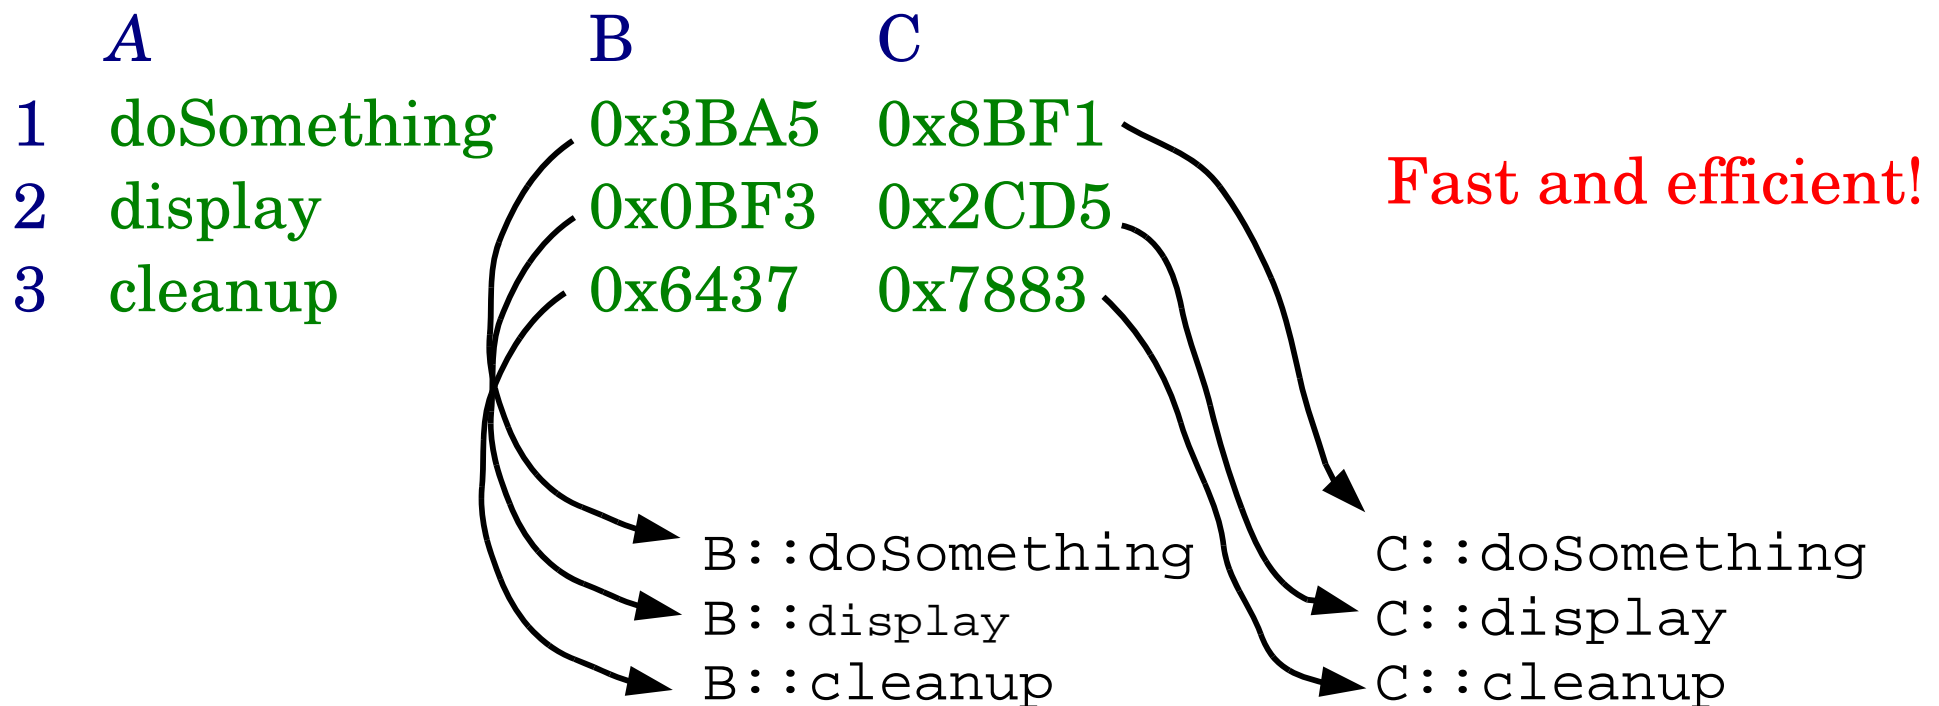 A B C
1 doSomething 0x3BA5 0x8BF1
Fast and efficient!
2 display 0x0BF3 0x2CD5
3 cleanup 0x6437 0x7883
B::doSomething C::doSomething
B::display C::display
B::cleanup C::cleanup